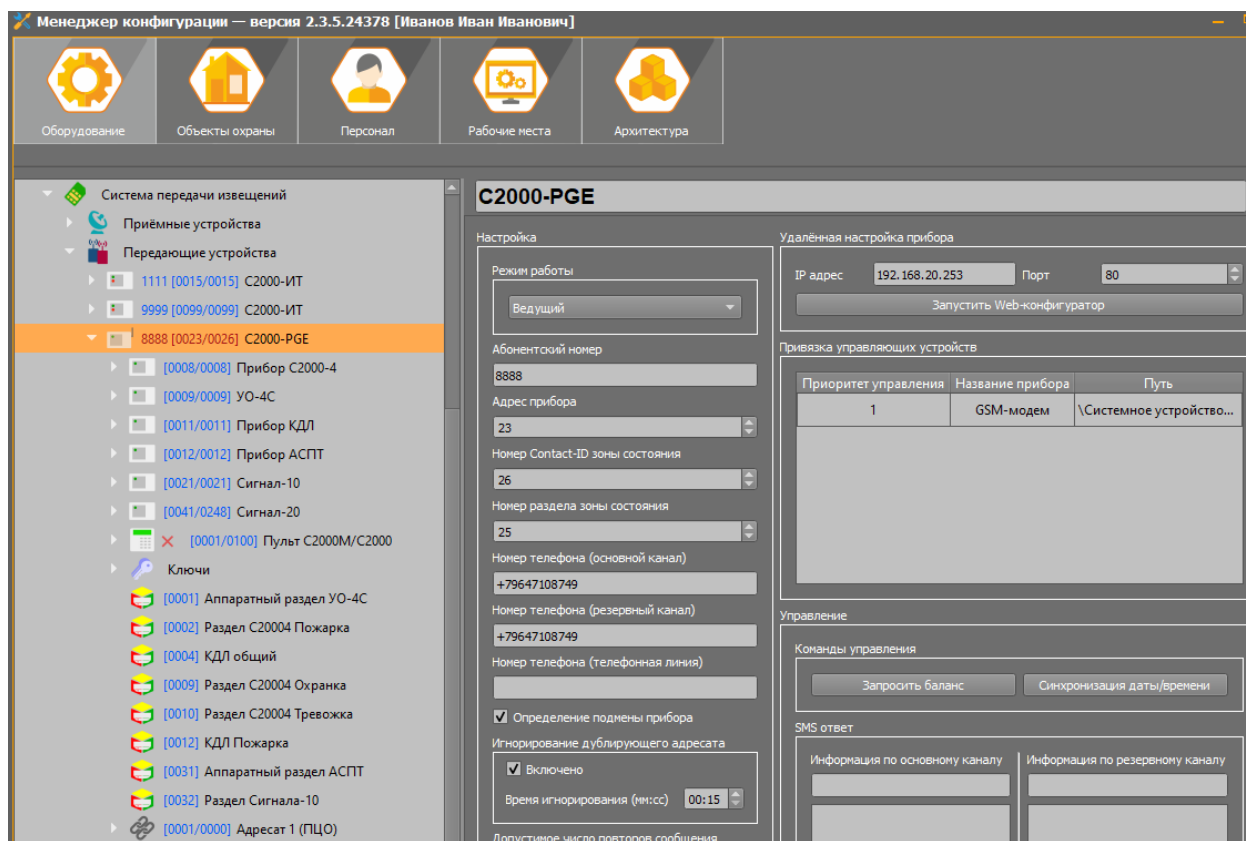 Менеджер конфигурации — версия 2.3.5.24378 [Иванов Иван Иванович]
Оборудование
Объекты охраны
Персонал
Рабочие места
Архитектура
Система передачи извещений
Приёмные устройства
Передающие устройства
1111 [0015/0015] С2000-ИТ
9999 [0099/0099] С2000-ИТ
8888 [0023/0026] С2000-PGE
[0008/0008] Прибор С2000-4
[0009/0009] УО-4С
[0011/0011] Прибор КДЛ
[0012/0012] Прибор АСПТ
[0021/0021] Сигнал-10
[0041/0248] Сигнал-20
[0001/0100] Пульт С2000М/С2000
Ключи
[0001] Аппаратный раздел УО-4С
[0002] Раздел С20004 Пожарка
[0004] КДЛ общий
[0009] Раздел С20004 Охранка
[0010] Раздел С20004 Тревожка
[0012] КДЛ Пожарка
[0031] Аппаратный раздел АСПТ
[0032] Раздел Сигнала-10
[0001/0000] Адресат 1 (ПЦО)
С2000-PGE
Настройка
Режим работы
Ведущий
Абонентский номер
8888
Адрес прибора
23
Номер Contact-ID зоны состояния
26
Номер раздела зоны состояния
25
Номер телефона (основной канал)
+79647108749
Номер телефона (резервный канал)
+79647108749
Номер телефона (телефонная линия)
Определение подмены прибора
Игнорирование дублирующего адресата
Включено
Время игнорирования (мм:сс) 00:15
Допустимое число повторов сообщения
Удалённая настройка прибора
IP адрес 192.168.20.253 Порт 80
Запустить Web-конфигуратор
Привязка управляющих устройств
Приоритет управления Название прибора Путь
1 GSM-модем \Системное устройство...
Управление
Команды управления
Запросить баланс Синхронизация даты/времени
SMS ответ
Информация по основному каналу Информация по резервному каналу